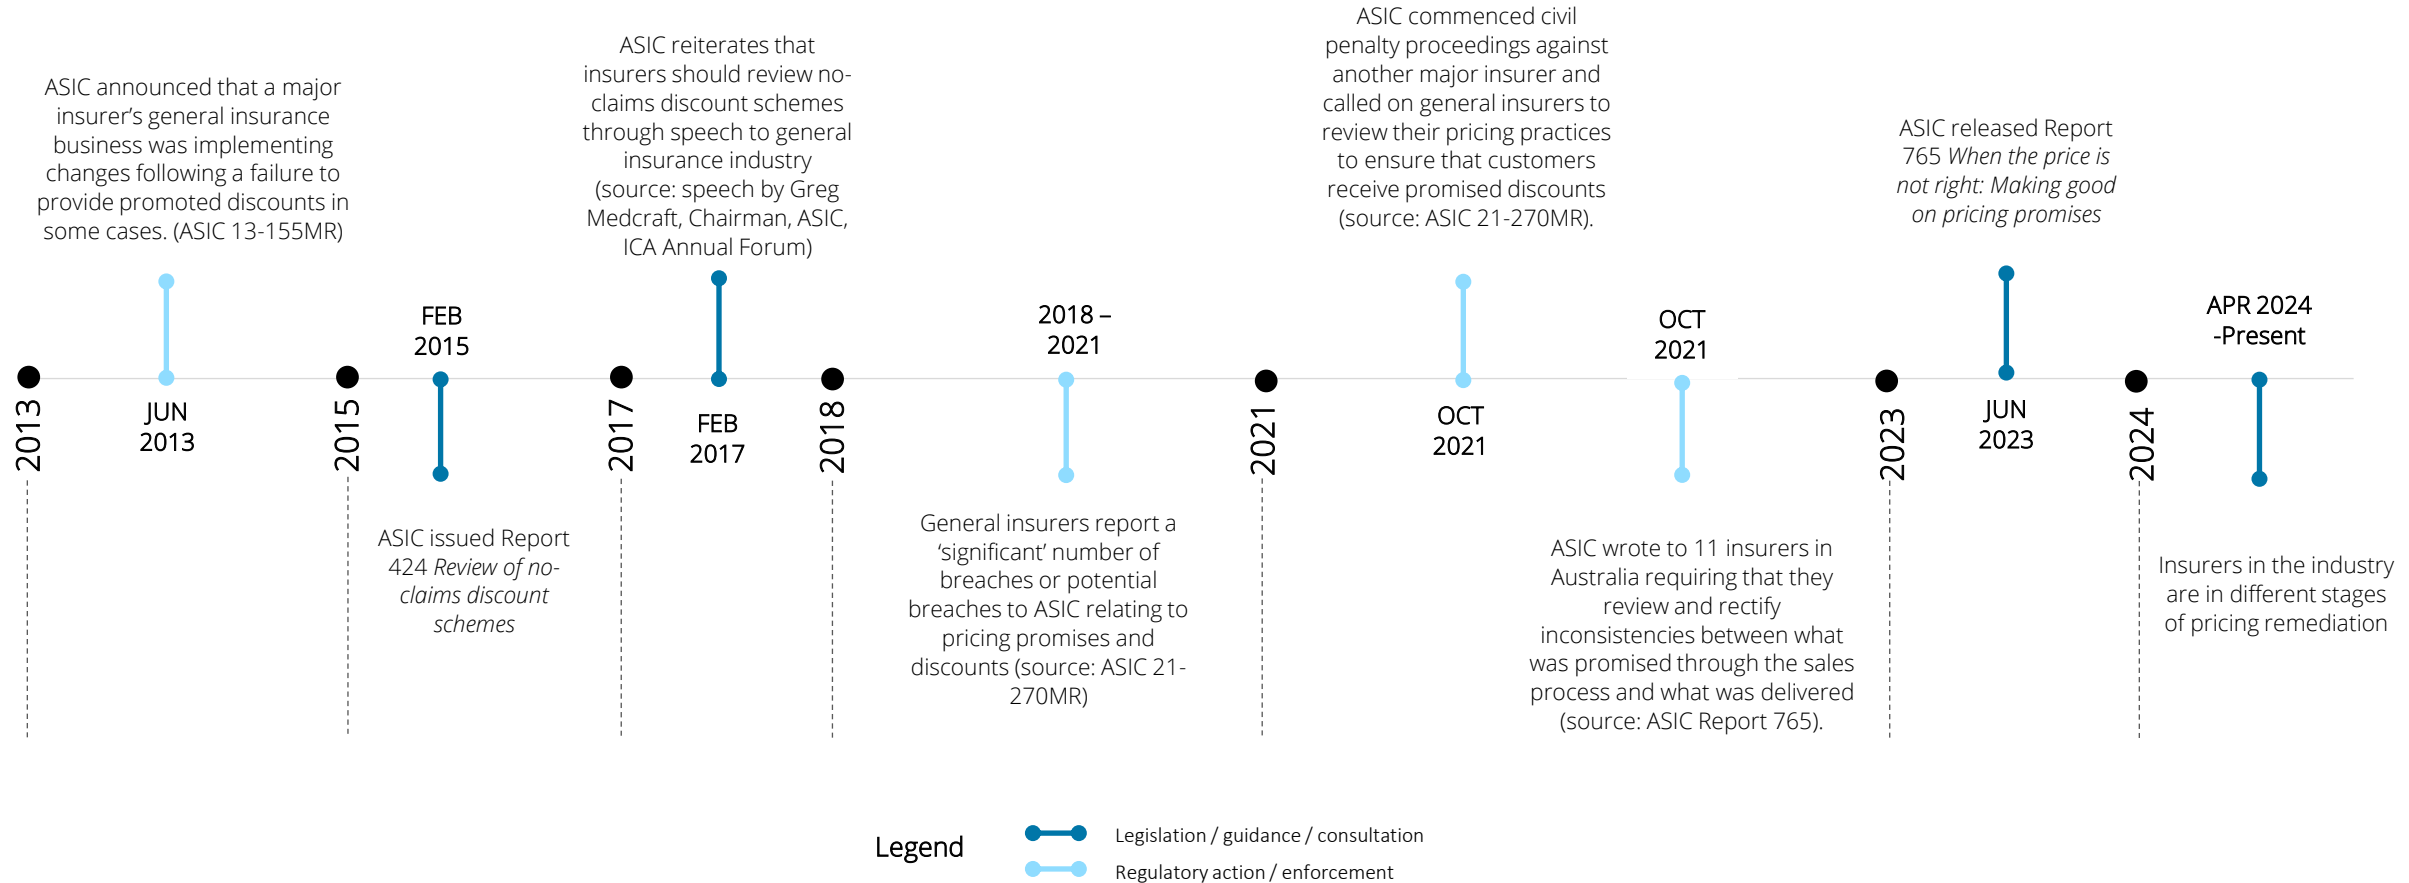 ASIC announced that a major
insurer’s general insurance
business was implementing
changes following a failure to
provide promoted discounts in
some cases. (ASIC 13-155MR)
ASIC reiterates that
insurers should review no-
claims discount schemes
through speech to general
insurance industry
(source: speech by Greg
Medcraft, Chairman, ASIC,
ICA Annual Forum)
ASIC commenced civil
penalty proceedings against
another major insurer and
called on general insurers to
review their pricing practices
to ensure that customers
receive promised discounts
(source: ASIC 21-270MR).
ASIC released Report
765 When the price is
not right: Making good
on pricing promises
2013
JUN
2013
2015
FEB
2015
2017
FEB
2017
2018
2018 –
2021
2021
OCT
2021
OCT
2021
2023
JUN
2023
2024
APR 2024
-Present
ASIC issued Report
424 Review of no-
claims discount
schemes
General insurers report a
‘significant’ number of
breaches or potential
breaches to ASIC relating to
pricing promises and
discounts (source: ASIC 21-
270MR)
ASIC wrote to 11 insurers in
Australia requiring that they
review and rectify
inconsistencies between what
was promised through the sales
process and what was delivered
(source: ASIC Report 765).
Insurers in the industry
are in different stages
of pricing remediation
Legend
Legislation / guidance / consultation
Regulatory action / enforcement